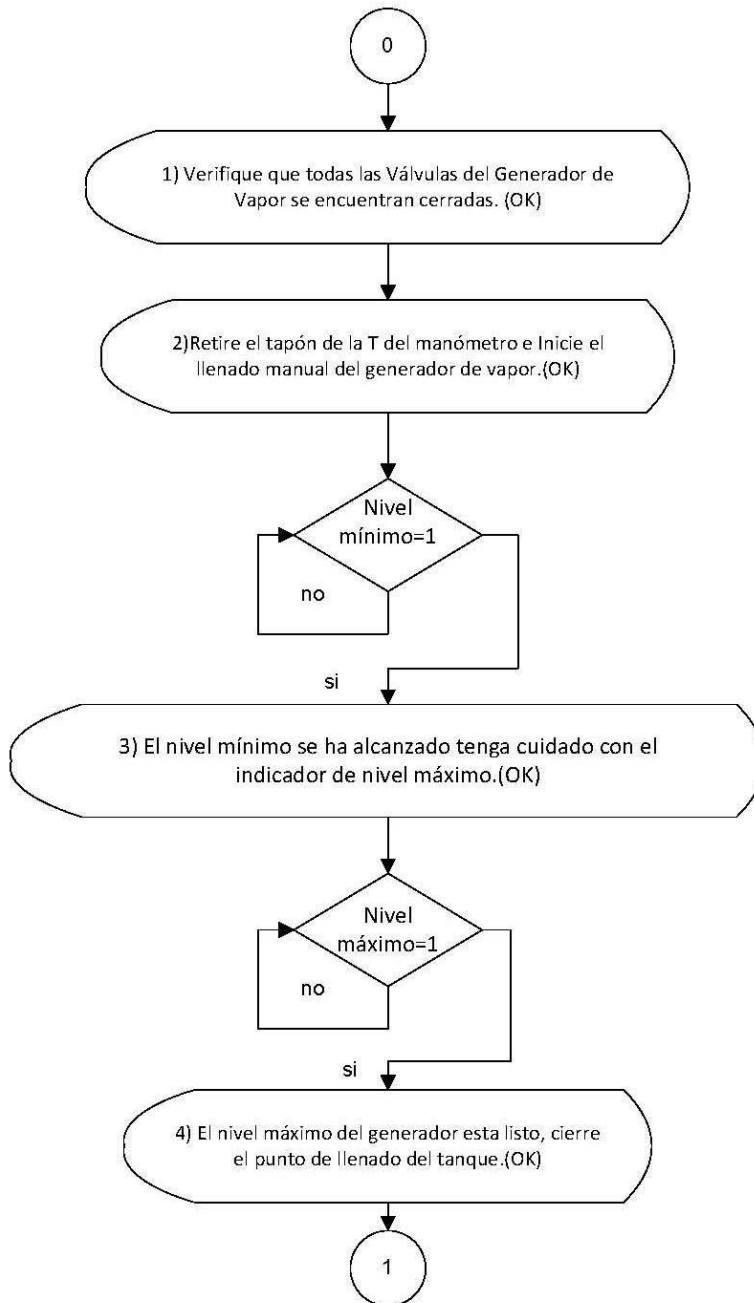 0
1) Verifique que todas las Válvulas del Generador de
Vapor se encuentran cerradas. (OK)
2)Retire el tapón de la T del manómetro e Inicie el
llenado manual del generador de vapor.(OK)
Nivel
mínimo=1
no
si
3) El nivel mínimo se ha alcanzado tenga cuidado con el
indicador de nivel máximo.(OK)
Nivel
máximo=1
no
si
4) El nivel máximo del generador esta listo, cierre
el punto de llenado del tanque.(OK)
1